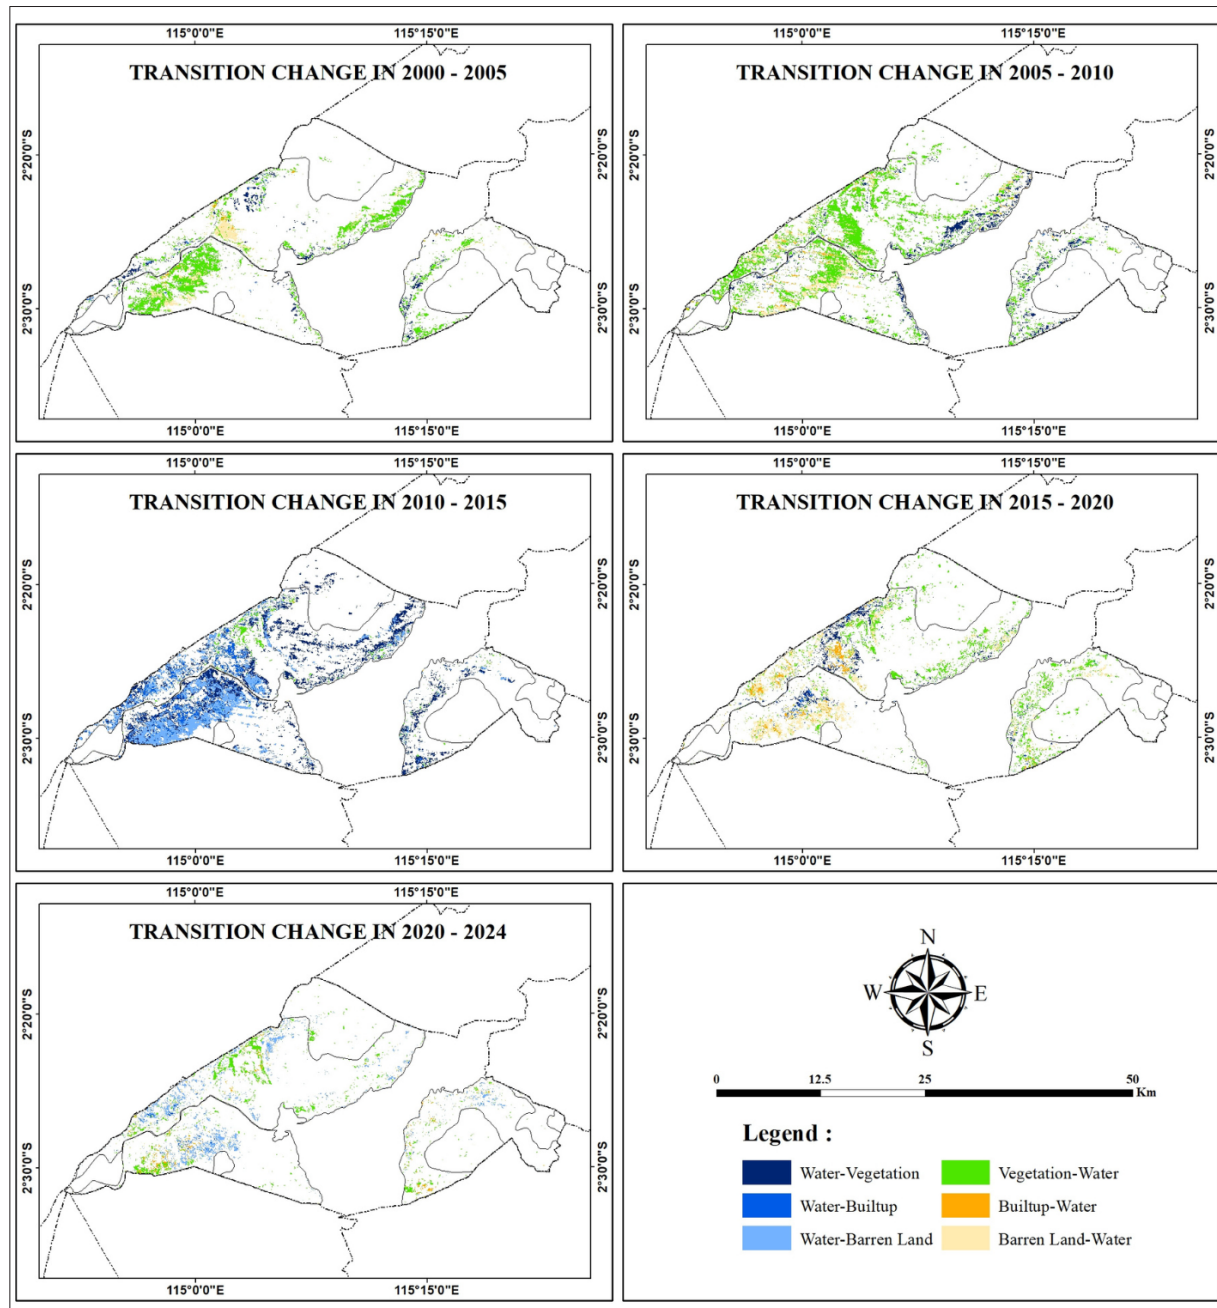 115°0'0"E 115°15'0"E
TRANSITION CHANGE IN 2000 - 2005
2°20'0"S 2°20'0"S
2°30'0"S 2°30'0"S
115°0'0"E 115°15'0"E
115°0'0"E 115°15'0"E
TRANSITION CHANGE IN 2005 - 2010
2°20'0"S 2°20'0"S
2°30'0"S 2°30'0"S
115°0'0"E 115°15'0"E
115°0'0"E 115°15'0"E
TRANSITION CHANGE IN 2010 - 2015
2°20'0"S 2°20'0"S
2°30'0"S 2°30'0"S
115°0'0"E 115°15'0"E
115°0'0"E 115°15'0"E
TRANSITION CHANGE IN 2015 - 2020
2°20'0"S 2°20'0"S
2°30'0"S 2°30'0"S
115°0'0"E 115°15'0"E
115°0'0"E 115°15'0"E
TRANSITION CHANGE IN 2020 - 2024
2°20'0"S 2°20'0"S
2°30'0"S 2°30'0"S
115°0'0"E 115°15'0"E
N
W E
S
0 12.5 25 50
Km
Legend :
Water-Vegetation Vegetation-Water
Water-Builtup Builtup-Water
Water-Barren Land Barren Land-Water